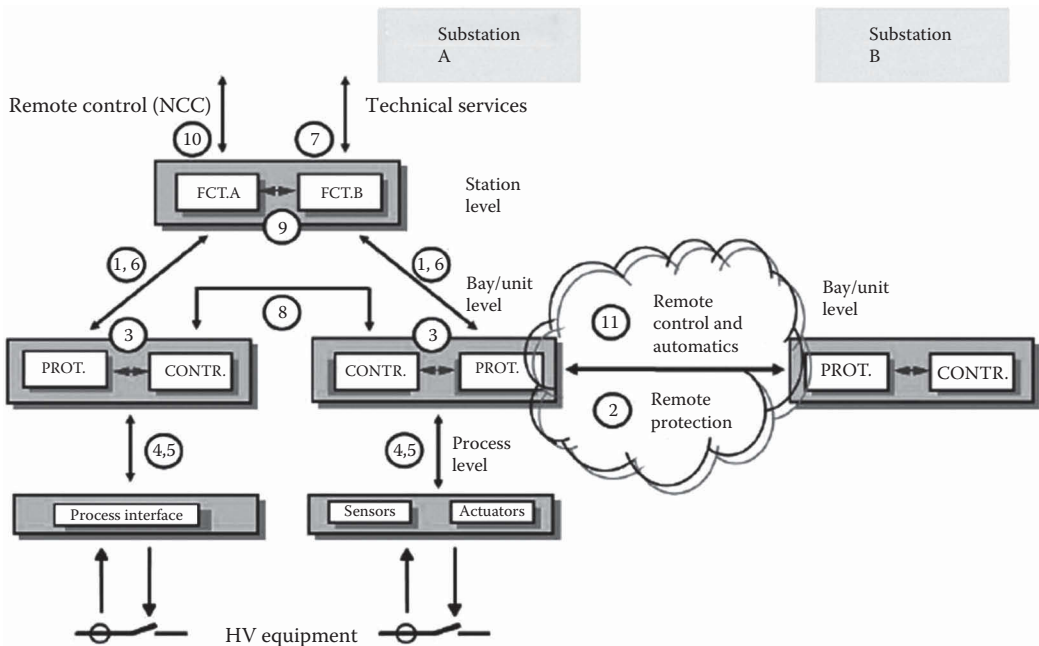 Substation
A
Substation
B
Remote control (NCC)
Technical services
10
7
FCT.A
FCT.B
Station
level
9
1, 6
1, 6
Bay/unit
level
Bay/unit
level
8
11
Remote
control and
automatics
3
3
PROT.
CONTR.
CONTR.
PROT.
PROT.
CONTR.
2
Remote
protection
4,5
4,5
Process
level
Process interface
Sensors
Actuators
HV equipment